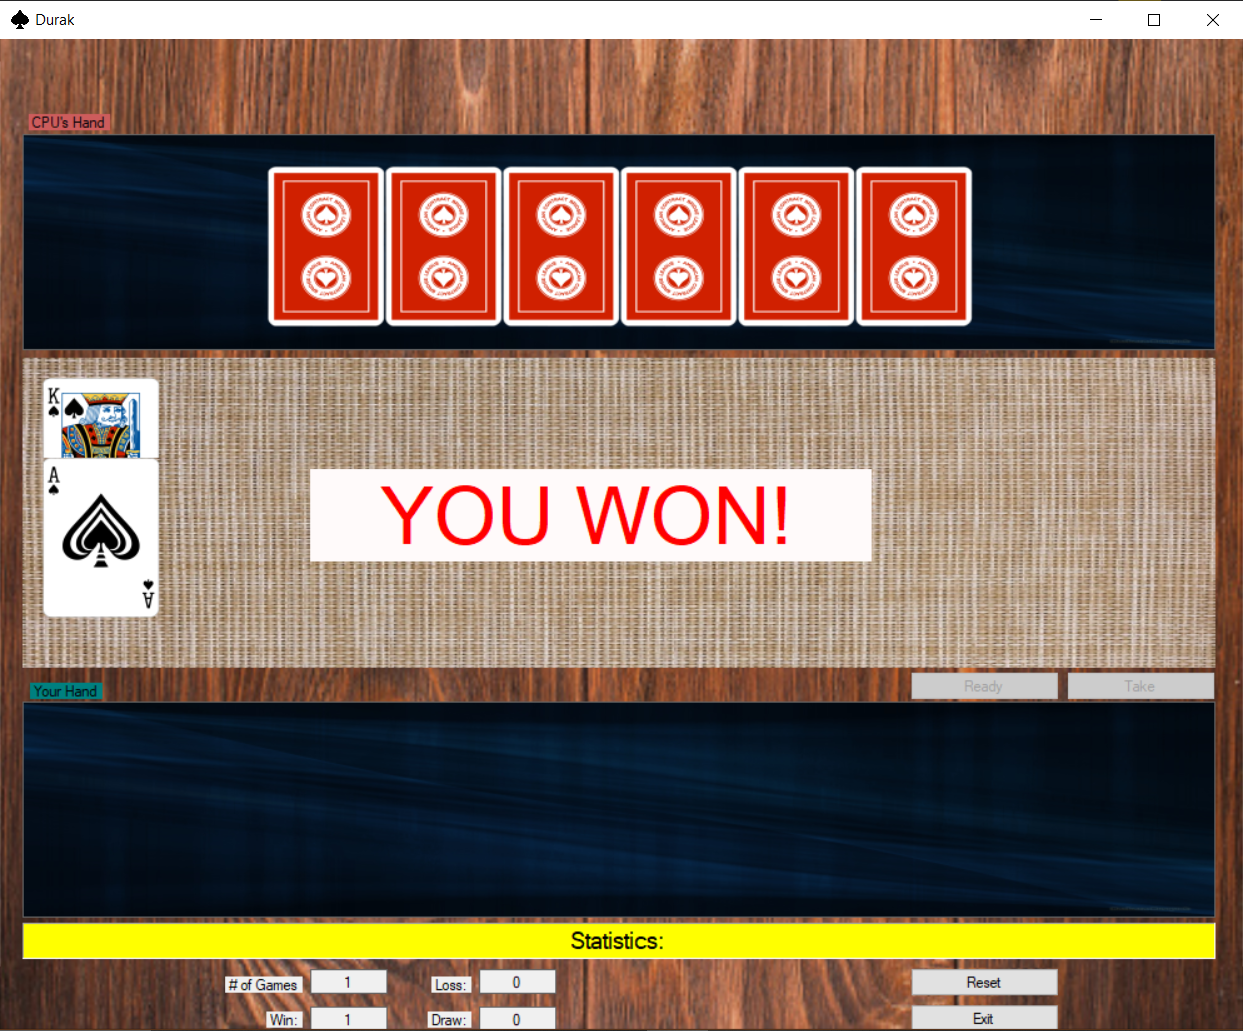 Durak
CPU's Hand
K
A
YOU WON!
A
Your Hand
Ready Take
Statistics:
# of Games 1 Loss: 0 Reset
Win: 1 Draw: 0 Exit